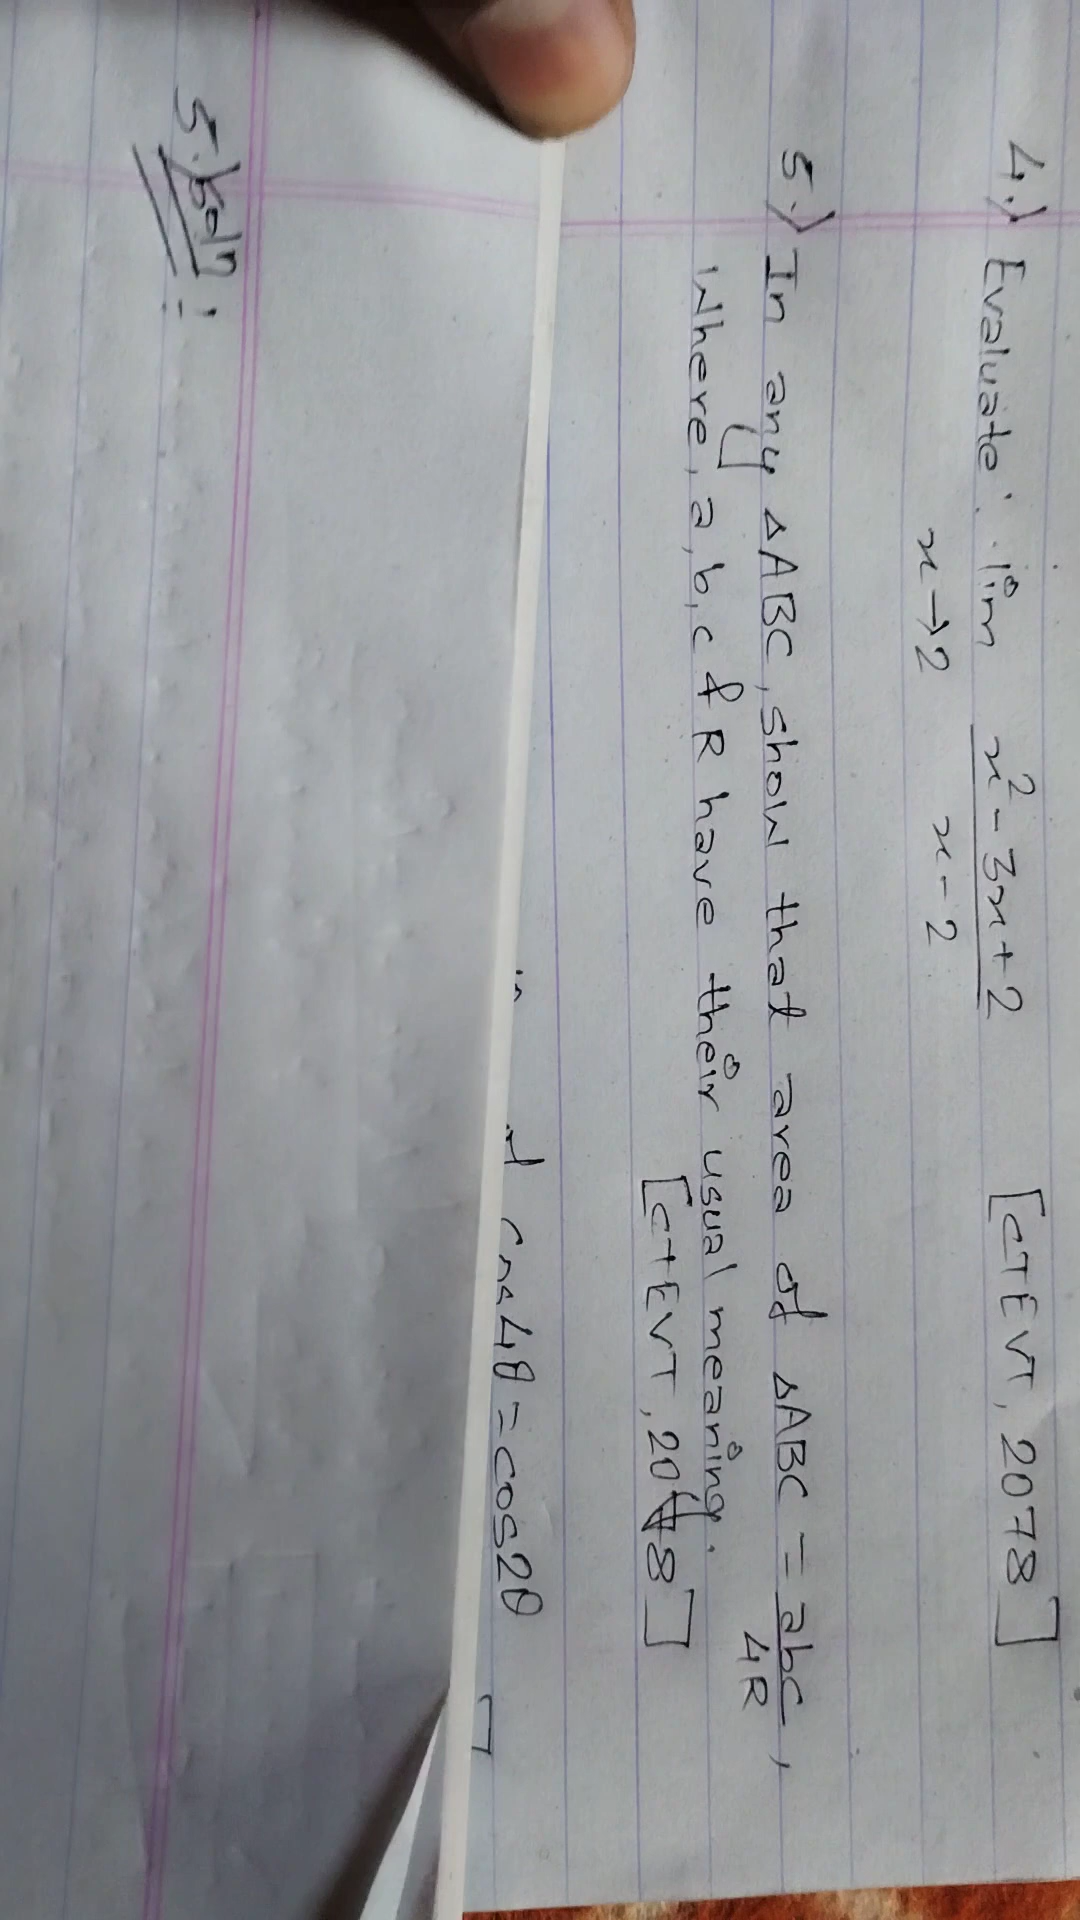 4.) Evaluate: lim x² - 3x + 2 [CTEVT, 2078]
x→2 x - 2
5.) In any ΔABC, show that area of ΔABC = abc/4R,
Where, a, b, c & R have their usual meaning.
[CTEVT, 2078]
cos4θ = cos2θ
5.) Soln: